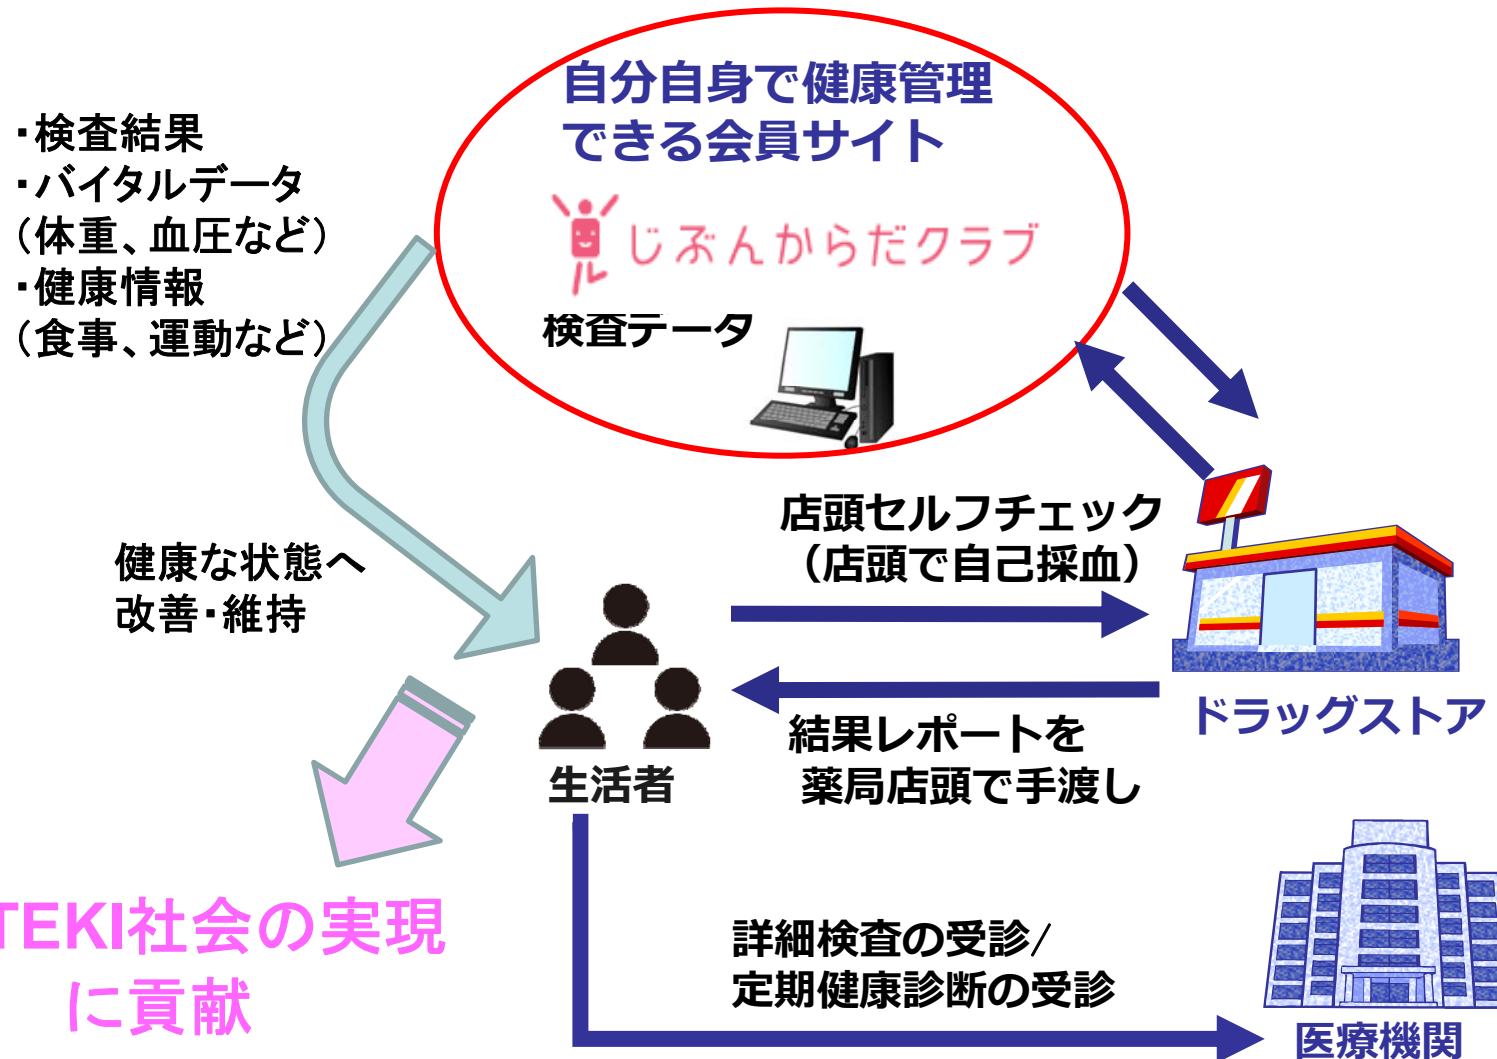 自分自身で健康管理
できる会員サイト
じぶんからだクラブ
検査データ
・検査結果
・バイタルデータ
（体重、血圧など）
・健康情報
（食事、運動など）
健康な状態へ
改善・維持
店頭セルフチェック
（店頭で自己採血）
ドラッグストア
結果レポートを
薬局店頭で手渡し
生活者
TEKI社会の実現
に貢献
詳細検査の受診/
定期健康診断の受診
医療機関